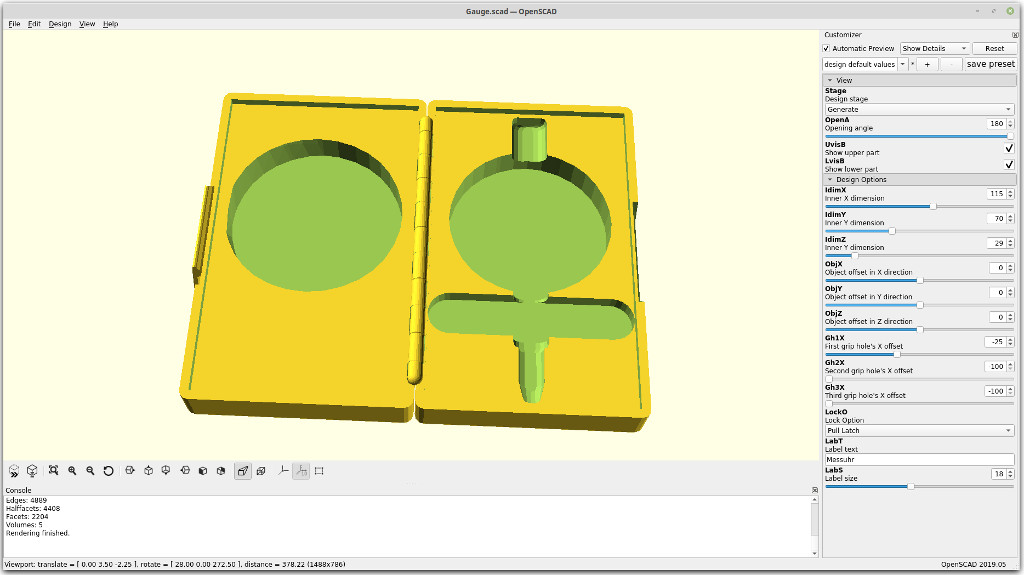 Gauge.scad — OpenSCAD
File Edit Design View Help
Customizer
Automatic Preview Show Details Reset
design default values * + - save preset
View
Stage
Design stage
Generate
OpenA
Opening angle 180
UvisB
Show upper part
LvisB
Show lower part
Design Options
IdimX
Inner X dimension 115
IdimY
Inner Y dimension 70
IdimZ
Inner Y dimension 29
ObjX
Object offset in X direction 0
ObjY
Object offset in Y direction 0
ObjZ
Object offset in Z direction 0
Gh1X
First grip hole's X offset -25
Gh2X
Second grip hole's X offset -100
Gh3X
Third grip hole's X offset -100
LockO
Lock Option
Pull Latch
LabT
Label text
Messuhr
LabS
Label size 18
Console
Edges: 4889
Halffacets: 4408
Facets: 2204
Volumes: 5
Rendering finished.
Viewport: translate = [ 0.00 3.50 -2.25 ], rotate = [ 28.00 0.00 272.50 ], distance = 378.22 (1488x786) OpenSCAD 2019.05